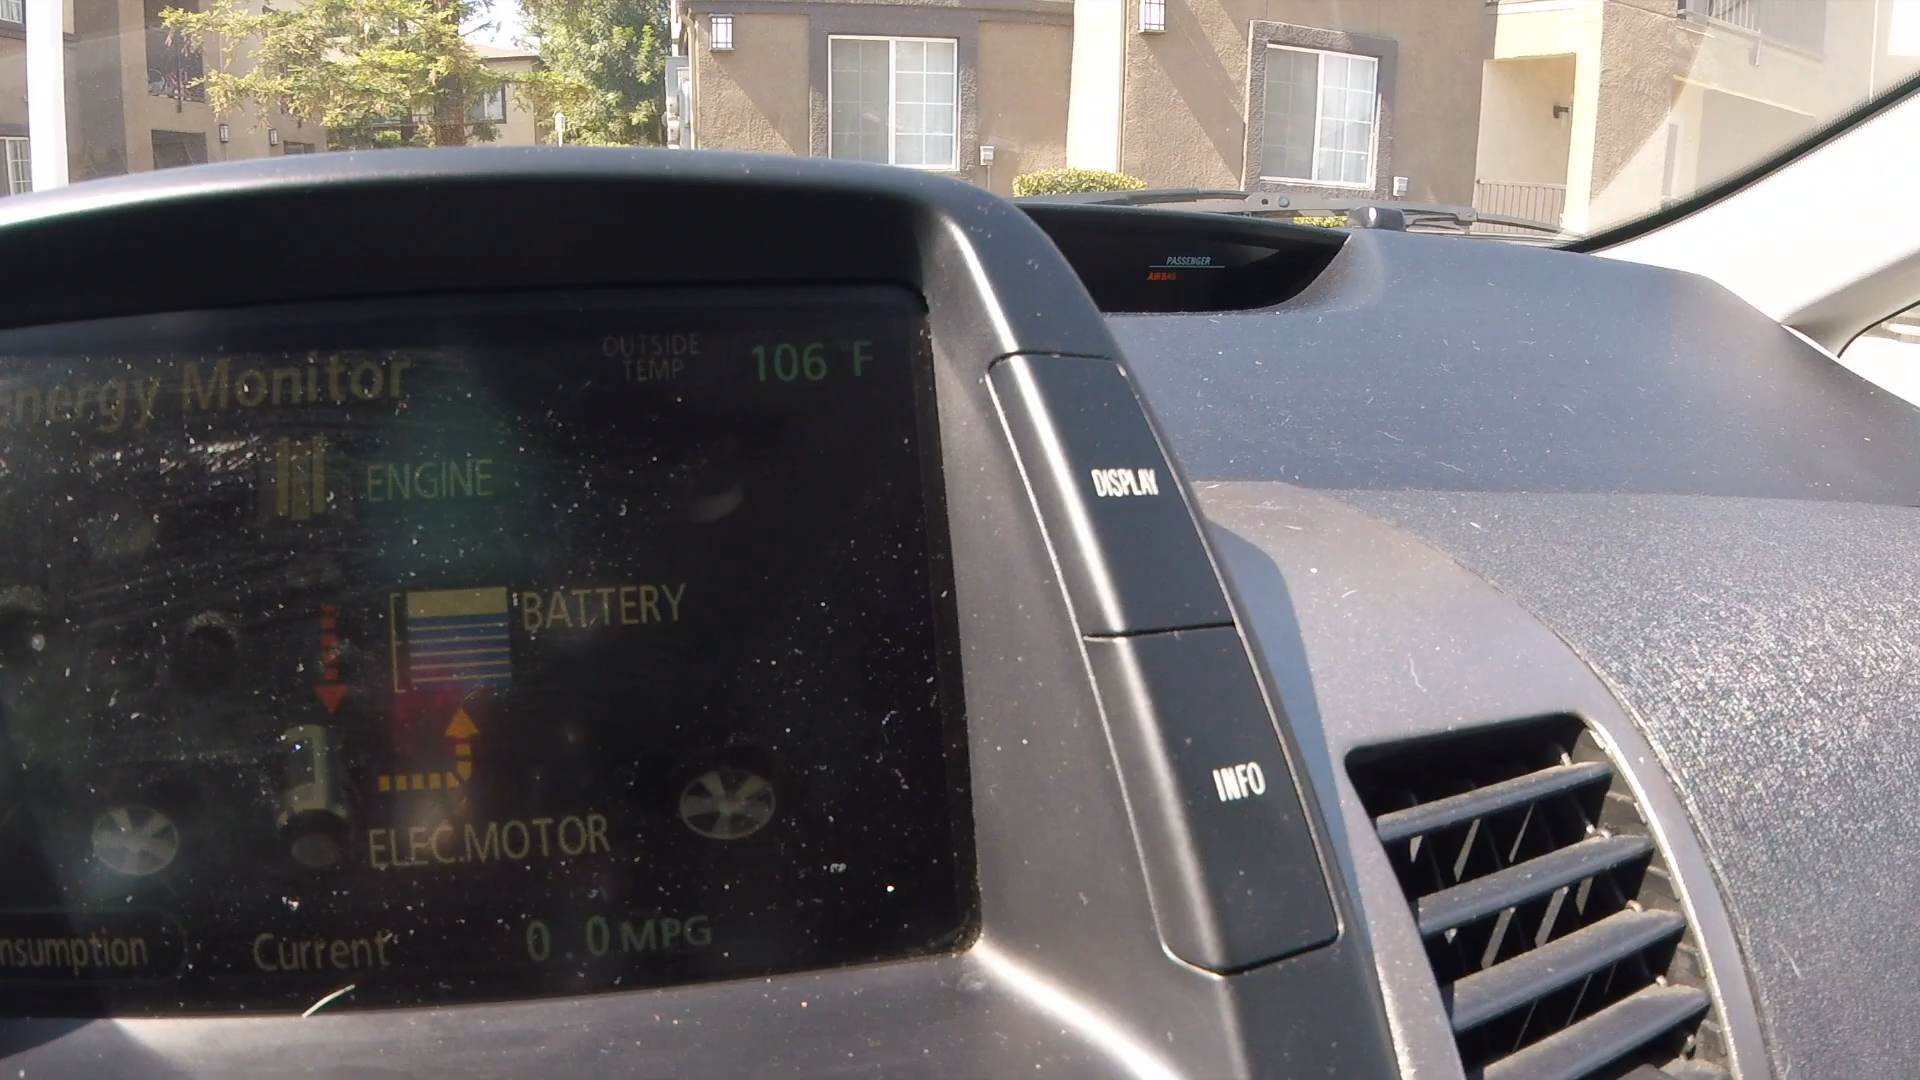 PASSENGER
AIRBAG
Energy Monitor
OUTSIDE
TEMP
106 °F
ENGINE
DISPLAY
BATTERY
INFO
ELEC.MOTOR
nsumption
Current
0.0 MPG